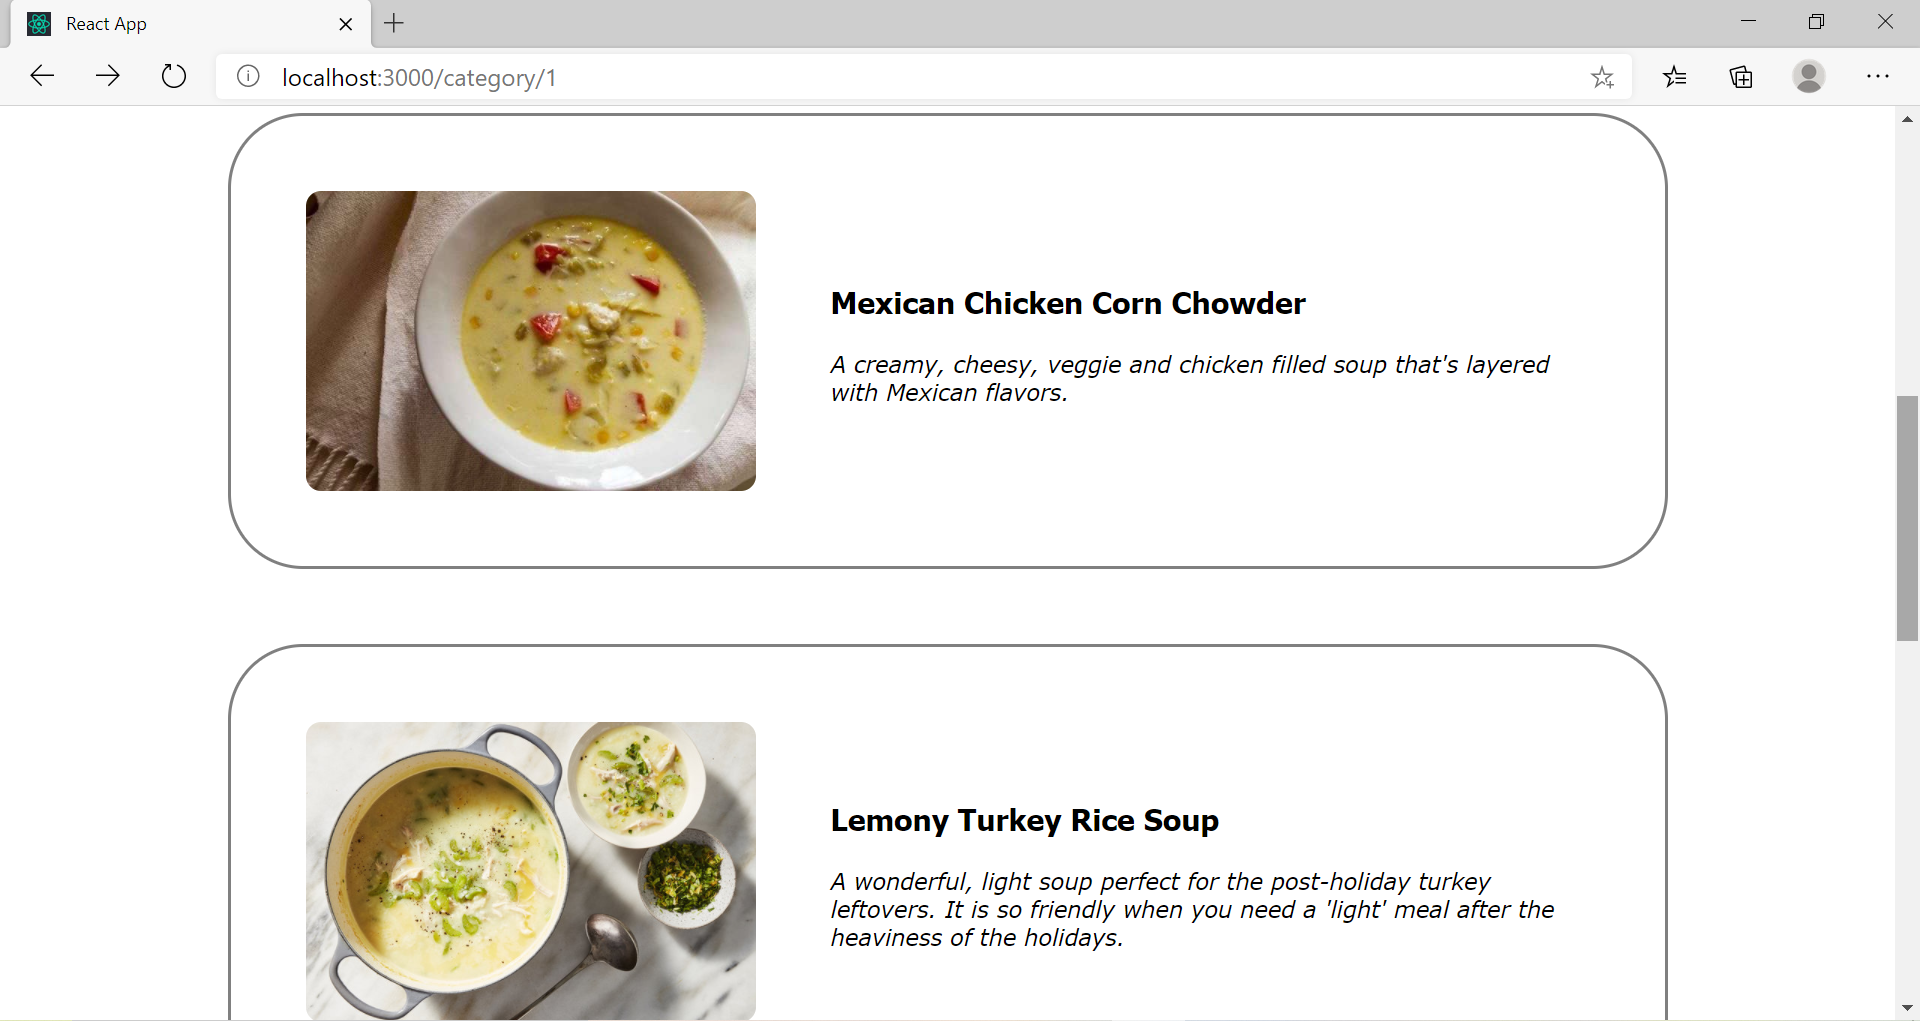 React App
localhost:3000/category/1
Mexican Chicken Corn Chowder
A creamy, cheesy, veggie and chicken filled soup that's layered
with Mexican flavors.
Lemony Turkey Rice Soup
A wonderful, light soup perfect for the post-holiday turkey
leftovers. It is so friendly when you need a 'light' meal after the
heaviness of the holidays.